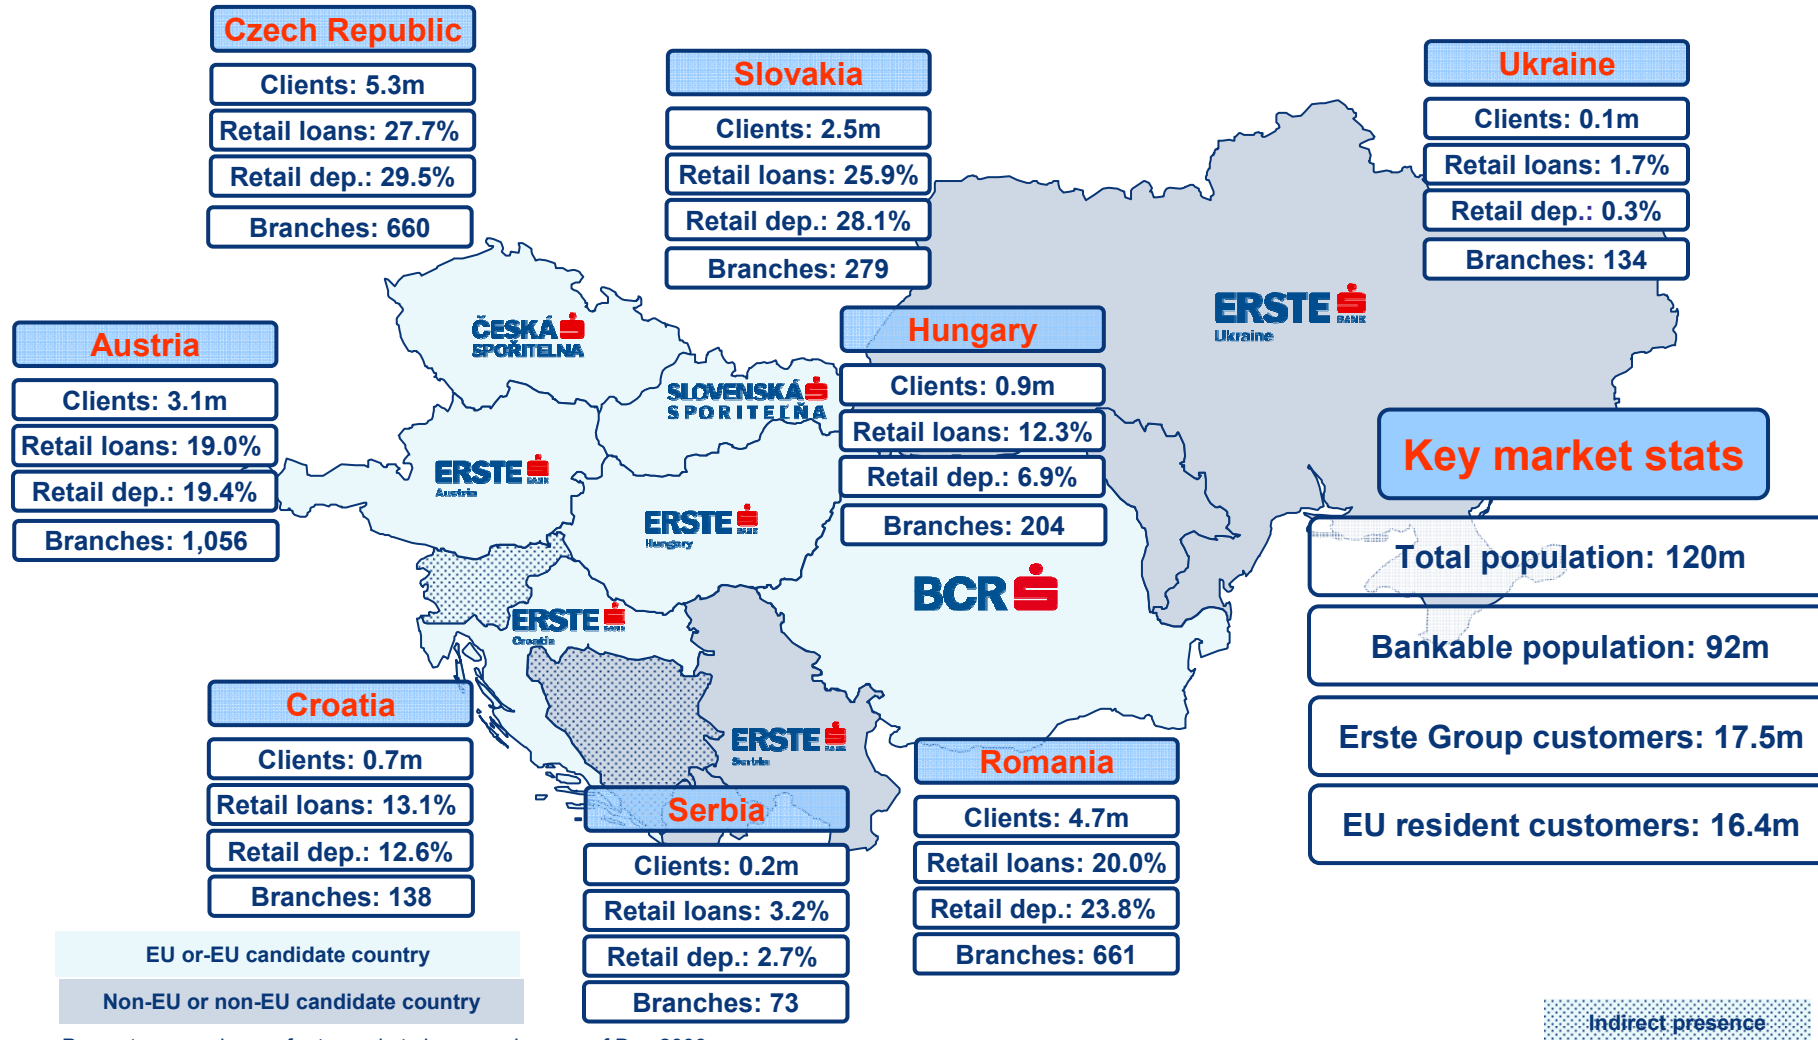 Czech Republic
Clients: 5.3m
Retail loans: 27.7%
Retail dep.: 29.5%
Branches: 660
Slovakia
Clients: 2.5m
Retail loans: 25.9%
Retail dep.: 28.1%
Branches: 279
Ukraine
Clients: 0.1m
Retail loans: 1.7%
Retail dep.: 0.3%
Branches: 134
Austria
Clients: 3.1m
Retail loans: 19.0%
Retail dep.: 19.4%
Branches: 1,056
Hungary
Clients: 0.9m
Retail loans: 12.3%
Retail dep.: 6.9%
Branches: 204
ČESKÁ
SPOŘITELNA
SLOVENSKÁ
SPORITEĽŇA
ERSTE BANK
Ukraine
ERSTE BANK
Austria
ERSTE BANK
Hungary
BCR
ERSTE BANK
Croatia
ERSTE BANK
Serbia
Key market stats
Total population: 120m
Bankable population: 92m
Erste Group customers: 17.5m
EU resident customers: 16.4m
Croatia
Clients: 0.7m
Retail loans: 13.1%
Retail dep.: 12.6%
Branches: 138
Serbia
Clients: 0.2m
Retail loans: 3.2%
Retail dep.: 2.7%
Branches: 73
Romania
Clients: 4.7m
Retail loans: 20.0%
Retail dep.: 23.8%
Branches: 661
EU or-EU candidate country
Non-EU or non-EU candidate country
Indirect presence